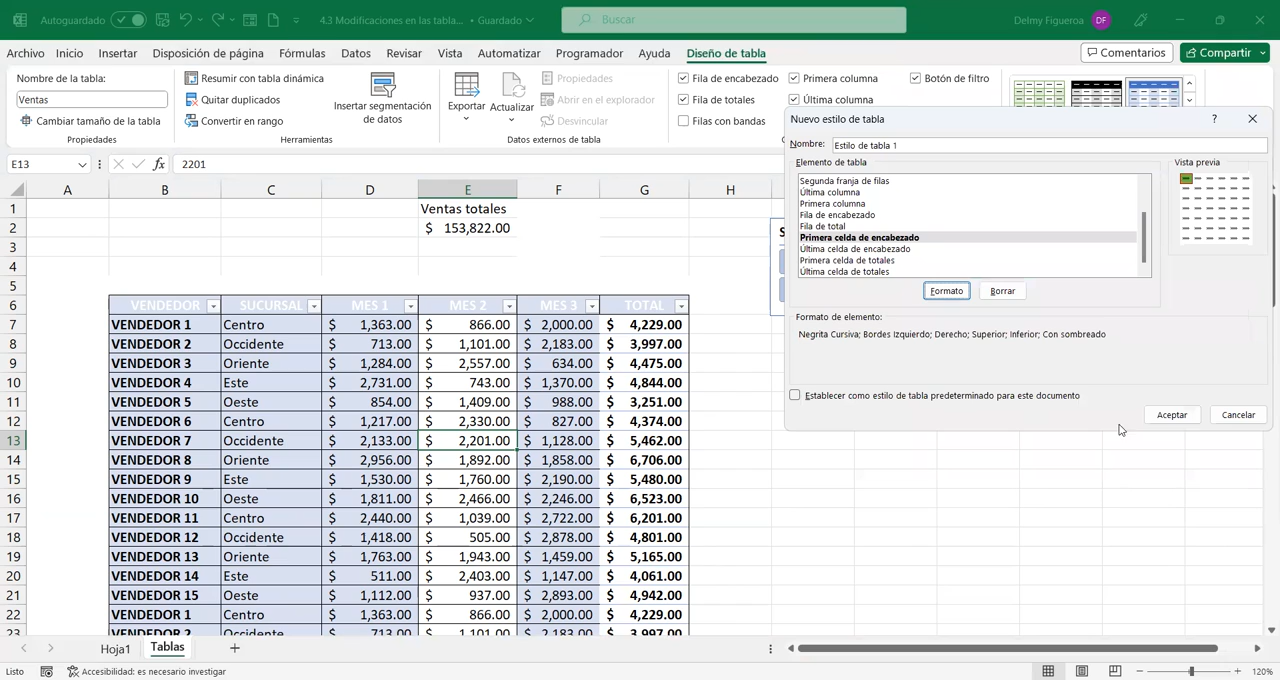 Autoguardado
4.3 Modificaciones en las tabla... • Guardado
Buscar
Delmy Figueroa
DF
Archivo Inicio Insertar Disposición de página Fórmulas Datos Revisar Vista Automatizar Programador Ayuda Diseño de tabla
Comentarios
Compartir
Nombre de la tabla:
Ventas
Cambiar tamaño de la tabla
Propiedades
Resumir con tabla dinámica
Quitar duplicados
Convertir en rango
Insertar segmentación
de datos
Herramientas
Exportar
Actualizar
Propiedades
Abrir en el explorador
Desvincular
Datos externos de tabla
Fila de encabezado
Fila de totales
Filas con bandas
Primera columna
Última columna
Botón de filtro
E13
fx
2201
Nuevo estilo de tabla
?
Nombre:
Estilo de tabla 1
Elemento de tabla
Segunda franja de filas
Última columna
Primera columna
Fila de encabezado
Fila de total
Primera celda de encabezado
Última celda de encabezado
Primera celda de totales
Última celda de totales
Vista previa
Formato
Borrar
Formato de elemento:
Negrita Cursiva; Bordes Izquierdo; Derecho; Superior; Inferior; Con sombreado
Establecer como estilo de tabla predeterminado para este documento
Aceptar
Cancelar
A B C D E F G H
1 Ventas totales
2 $ 153,822.00
3
4
5
6 VENDEDOR SUCURSAL MES 1 MES 2 MES 3 TOTAL
7 VENDEDOR 1 Centro $ 1,363.00 $ 866.00 $ 2,000.00 $ 4,229.00
8 VENDEDOR 2 Occidente $ 713.00 $ 1,101.00 $ 2,183.00 $ 3,997.00
9 VENDEDOR 3 Oriente $ 1,284.00 $ 2,557.00 $ 634.00 $ 4,475.00
10 VENDEDOR 4 Este $ 2,731.00 $ 743.00 $ 1,370.00 $ 4,844.00
11 VENDEDOR 5 Oeste $ 854.00 $ 1,409.00 $ 988.00 $ 3,251.00
12 VENDEDOR 6 Centro $ 1,217.00 $ 2,330.00 $ 827.00 $ 4,374.00
13 VENDEDOR 7 Occidente $ 2,133.00 $ 2,201.00 $ 1,128.00 $ 5,462.00
14 VENDEDOR 8 Oriente $ 2,956.00 $ 1,892.00 $ 1,858.00 $ 6,706.00
15 VENDEDOR 9 Este $ 1,530.00 $ 1,760.00 $ 2,190.00 $ 5,480.00
16 VENDEDOR 10 Oeste $ 1,811.00 $ 2,466.00 $ 2,246.00 $ 6,523.00
17 VENDEDOR 11 Centro $ 2,440.00 $ 1,039.00 $ 2,722.00 $ 6,201.00
18 VENDEDOR 12 Occidente $ 1,418.00 $ 505.00 $ 2,878.00 $ 4,801.00
19 VENDEDOR 13 Oriente $ 1,763.00 $ 1,943.00 $ 1,459.00 $ 5,165.00
20 VENDEDOR 14 Este $ 511.00 $ 2,403.00 $ 1,147.00 $ 4,061.00
21 VENDEDOR 15 Oeste $ 1,112.00 $ 937.00 $ 2,893.00 $ 4,942.00
22 VENDEDOR 1 Centro $ 1,363.00 $ 866.00 $ 2,000.00 $ 4,229.00
23 VENDEDOR 2 Occidente $ 713.00 $ 1,101.00 $ 2,183.00 $ 3,997.00
Hoja1 Tablas
Listo
Accesibilidad: es necesario investigar
120%